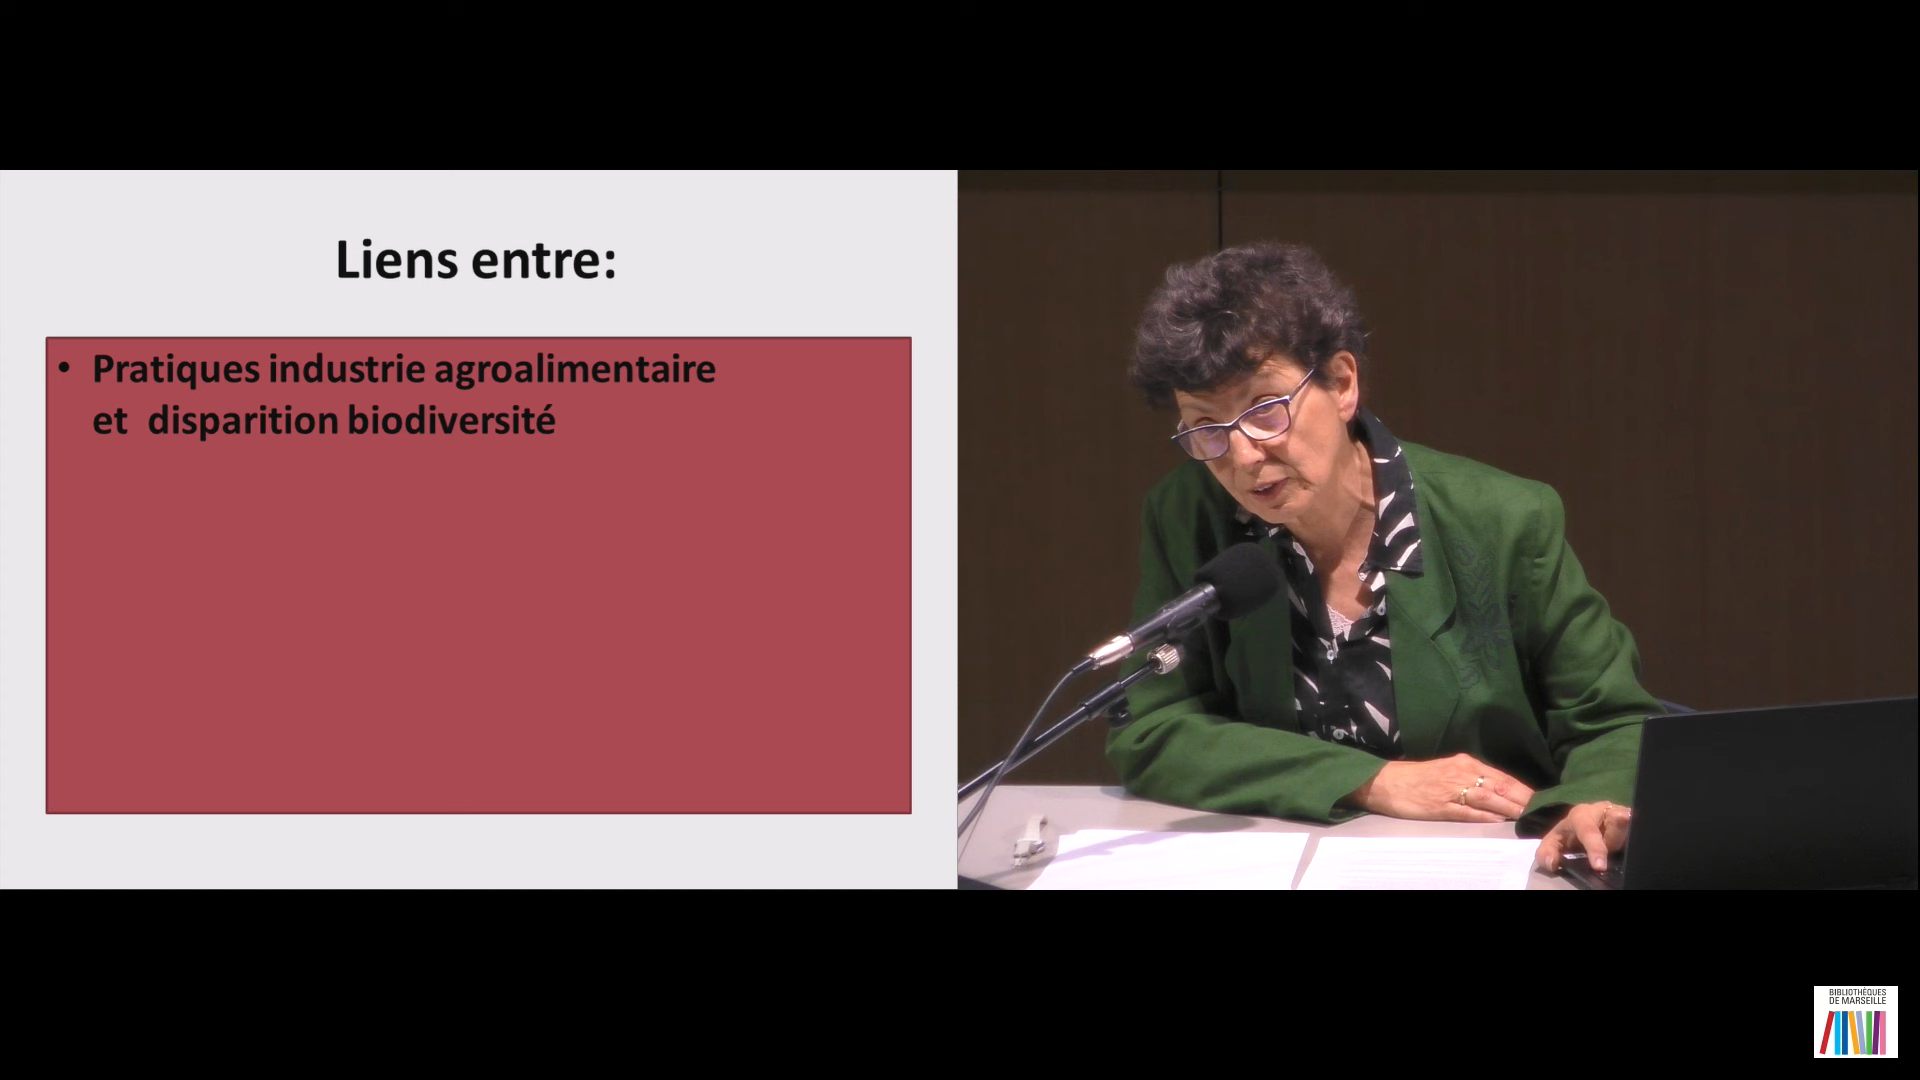 Liens entre:
• Pratiques industrie agroalimentaire
et disparition biodiversité
BIBLIOTHÈQUES
DE MARSEILLE